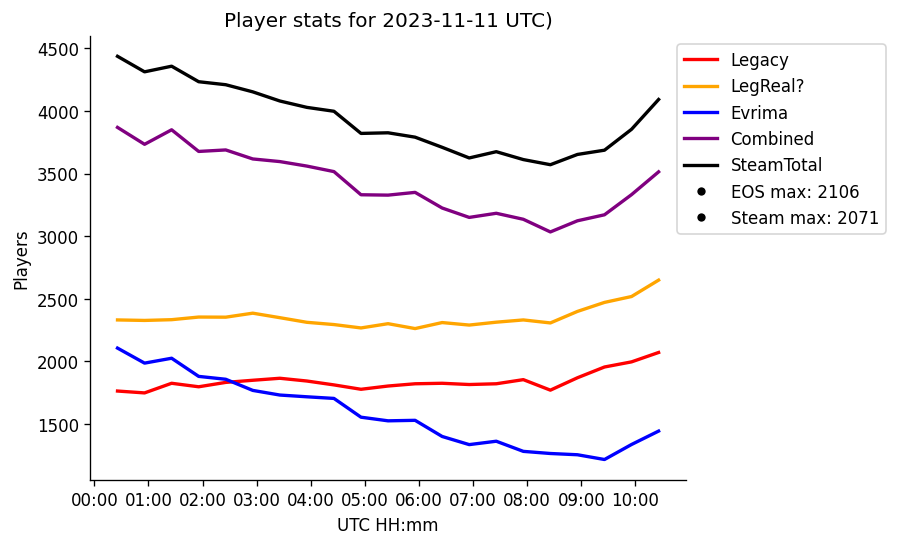 Player stats for 2023-11-11 UTC)
4500
4000
3500
3000
2500
2000
1500
Players
00:00 01:00 02:00 03:00 04:00 05:00 06:00 07:00 08:00 09:00 10:00
UTC HH:mm
Legacy
LegReal?
Evrima
Combined
SteamTotal
EOS max: 2106
Steam max: 2071